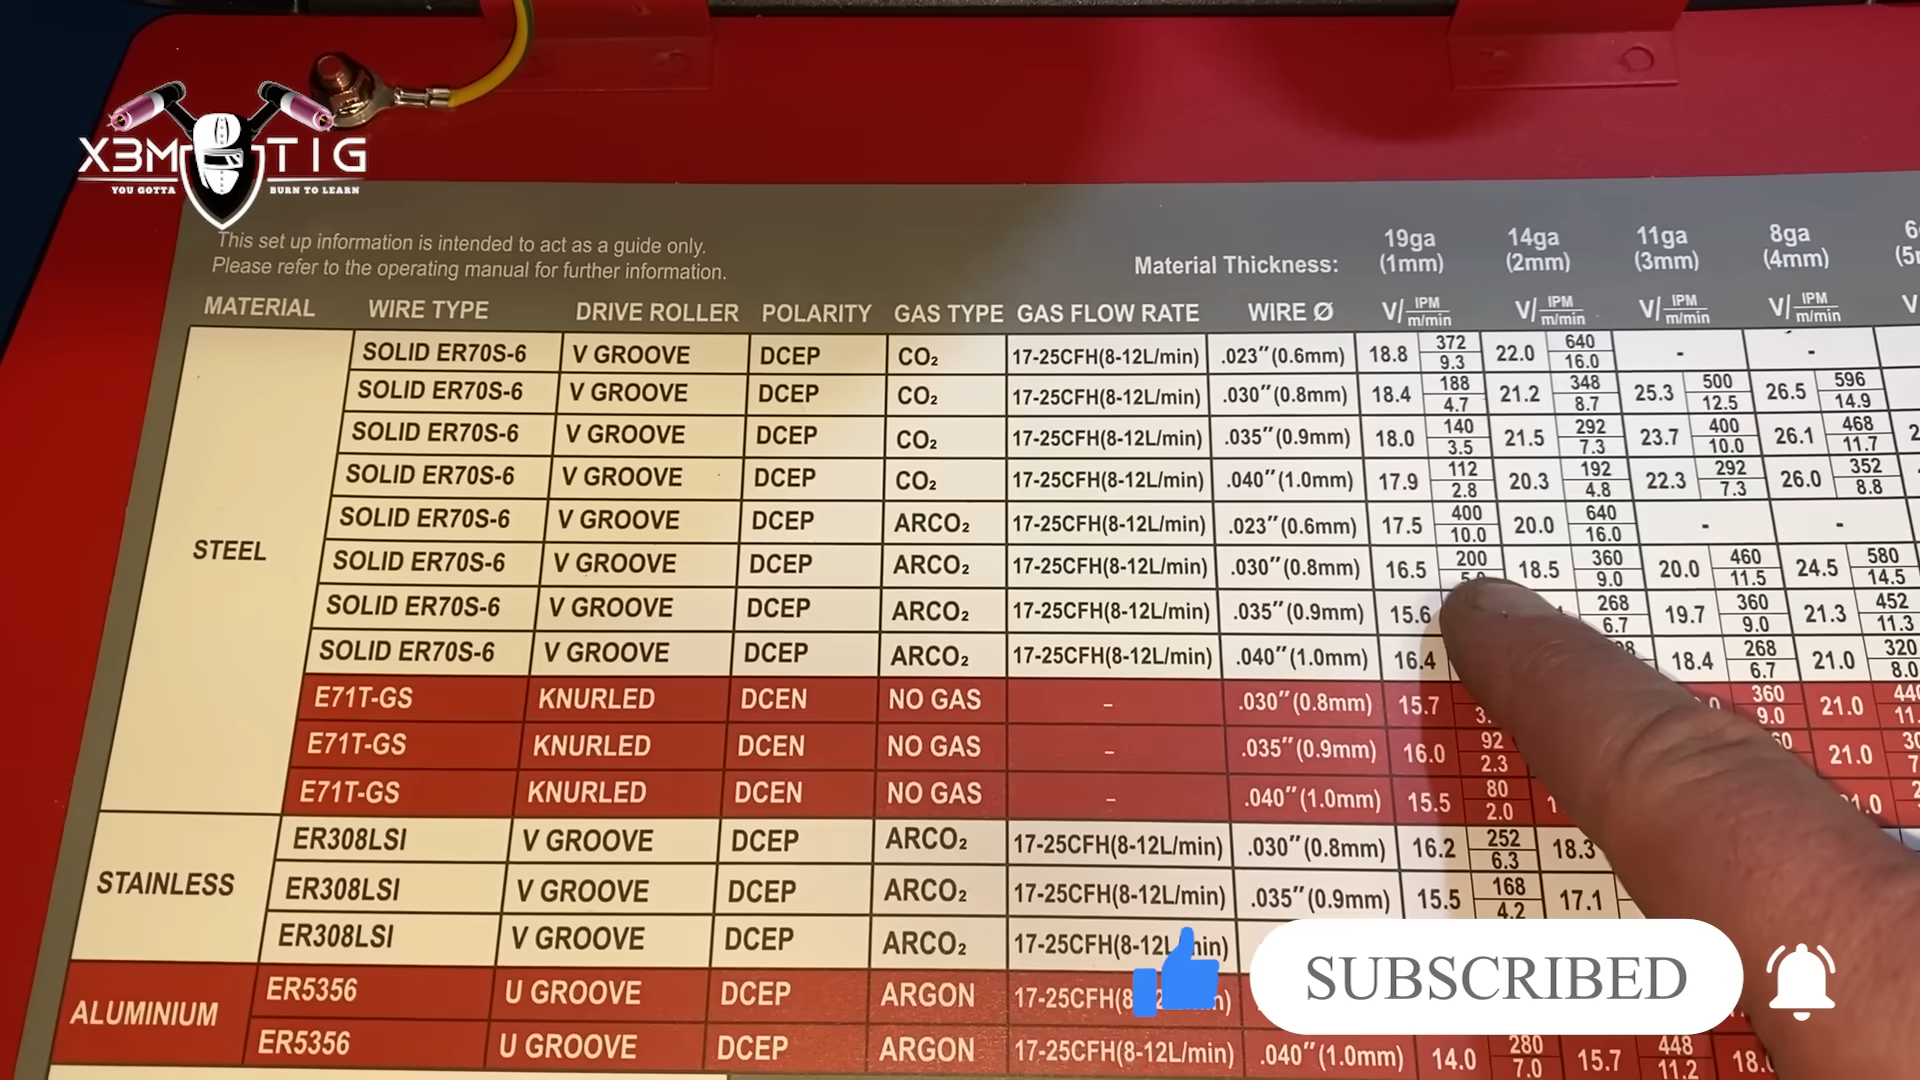 X3M TIG
YOU GOTTA BURN TO LEARN
This set up information is intended to act as a guide only.
Please refer to the operating manual for further information.
Material Thickness: 19ga (1mm) 14ga (2mm) 11ga (3mm) 8ga (4mm)
MATERIAL WIRE TYPE DRIVE ROLLER POLARITY GAS TYPE GAS FLOW RATE WIRE Ø V/ IPM m/min V/ IPM m/min V/ IPM m/min V/ IPM m/min V
STEEL
SOLID ER70S-6 V GROOVE DCEP CO₂ 17-25CFH(8-12L/min) .023"(0.6mm) 18.8 372 9.3 22.0 640 16.0 - -
SOLID ER70S-6 V GROOVE DCEP CO₂ 17-25CFH(8-12L/min) .030"(0.8mm) 18.4 188 4.7 21.2 348 8.7 25.3 500 12.5 26.5 596 14.9
SOLID ER70S-6 V GROOVE DCEP CO₂ 17-25CFH(8-12L/min) .035"(0.9mm) 18.0 140 3.5 21.5 292 7.3 23.7 400 10.0 26.1 468 11.7
SOLID ER70S-6 V GROOVE DCEP CO₂ 17-25CFH(8-12L/min) .040"(1.0mm) 17.9 112 2.8 20.3 192 4.8 22.3 292 7.3 26.0 352 8.8
SOLID ER70S-6 V GROOVE DCEP ARCO₂ 17-25CFH(8-12L/min) .023"(0.6mm) 17.5 400 10.0 20.0 640 16.0 - -
SOLID ER70S-6 V GROOVE DCEP ARCO₂ 17-25CFH(8-12L/min) .030"(0.8mm) 16.5 200 5.0 18.5 360 9.0 20.0 460 11.5 24.5 580 14.5
SOLID ER70S-6 V GROOVE DCEP ARCO₂ 17-25CFH(8-12L/min) .035"(0.9mm) 15.6 268 6.7 19.7 360 9.0 21.3 452 11.3
SOLID ER70S-6 V GROOVE DCEP ARCO₂ 17-25CFH(8-12L/min) .040"(1.0mm) 16.4 18.4 268 6.7 21.0 320 8.0
E71T-GS KNURLED DCEN NO GAS - .030"(0.8mm) 15.7 360 9.0 21.0
E71T-GS KNURLED DCEN NO GAS - .035"(0.9mm) 16.0 92 2.3 21.0
E71T-GS KNURLED DCEN NO GAS - .040"(1.0mm) 15.5 80 2.0
STAINLESS
ER308LSI V GROOVE DCEP ARCO₂ 17-25CFH(8-12L/min) .030"(0.8mm) 16.2 252 6.3 18.3
ER308LSI V GROOVE DCEP ARCO₂ 17-25CFH(8-12L/min) .035"(0.9mm) 15.5 168 4.2 17.1
ER308LSI V GROOVE DCEP ARCO₂ 17-25CFH(8-12L/min)
ALUMINIUM
ER5356 U GROOVE DCEP ARGON 17-25CFH(8-12L/min)
ER5356 U GROOVE DCEP ARGON 17-25CFH(8-12L/min) .040"(1.0mm) 14.0 280 7.0 15.7 448 11.2
SUBSCRIBED